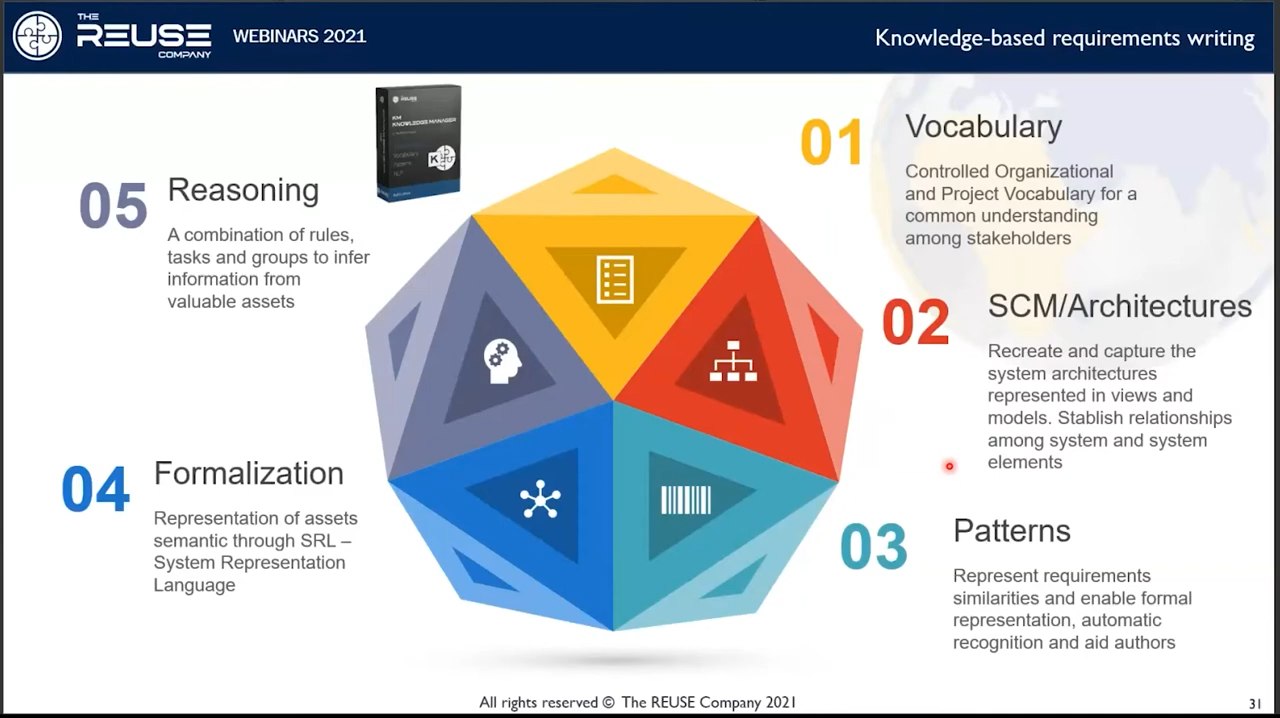 THE
REUSE
COMPANY
WEBINARS 2021
Knowledge-based requirements writing
01
Vocabulary
Controlled Organizational
and Project Vocabulary for a
common understanding
among stakeholders
02
SCM/Architectures
Recreate and capture the
system architectures
represented in views and
models. Stablish relationships
among system and system
elements
03
Patterns
Represent requirements
similarities and enable formal
representation, automatic
recognition and aid authors
04
Formalization
Representation of assets
semantic through SRL –
System Representation
Language
05
Reasoning
A combination of rules,
tasks and groups to infer
information from
valuable assets
KM
KNOWLEDGE MANAGER
All rights reserved © The REUSE Company 2021
31